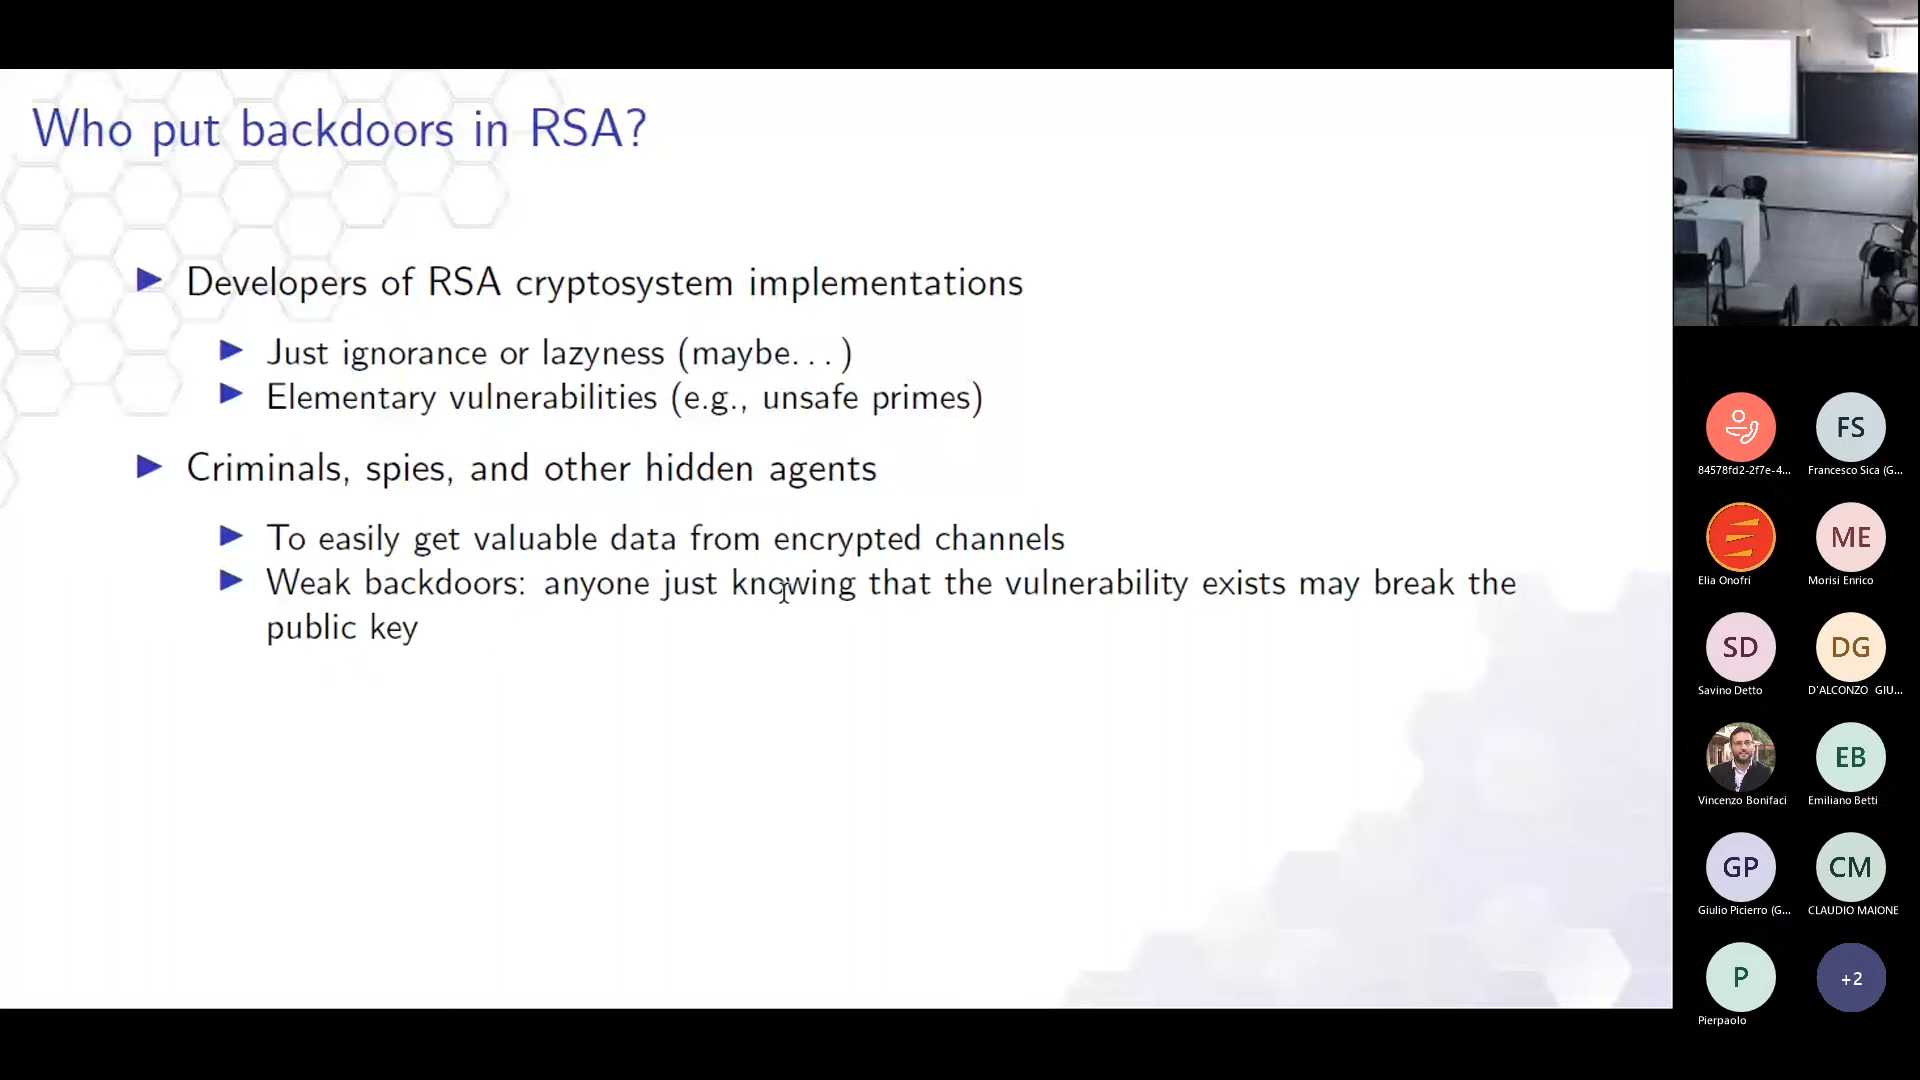 Who put backdoors in RSA?
Developers of RSA cryptosystem implementations
Just ignorance or lazyness (maybe. . . )
Elementary vulnerabilities (e.g., unsafe primes)
Criminals, spies, and other hidden agents
To easily get valuable data from encrypted channels
Weak backdoors: anyone just knowing that the vulnerability exists may break the
public key
84578fd2-2f7e-4...
FS
Francesco Sica (G...
Elia Onofri
ME
Morisi Enrico
SD
Savino Detto
DG
D'ALCONZO GIU...
Vincenzo Bonifaci
EB
Emiliano Betti
GP
Giulio Picierro (G...
CM
CLAUDIO MAIONE
P
Pierpaolo
+2